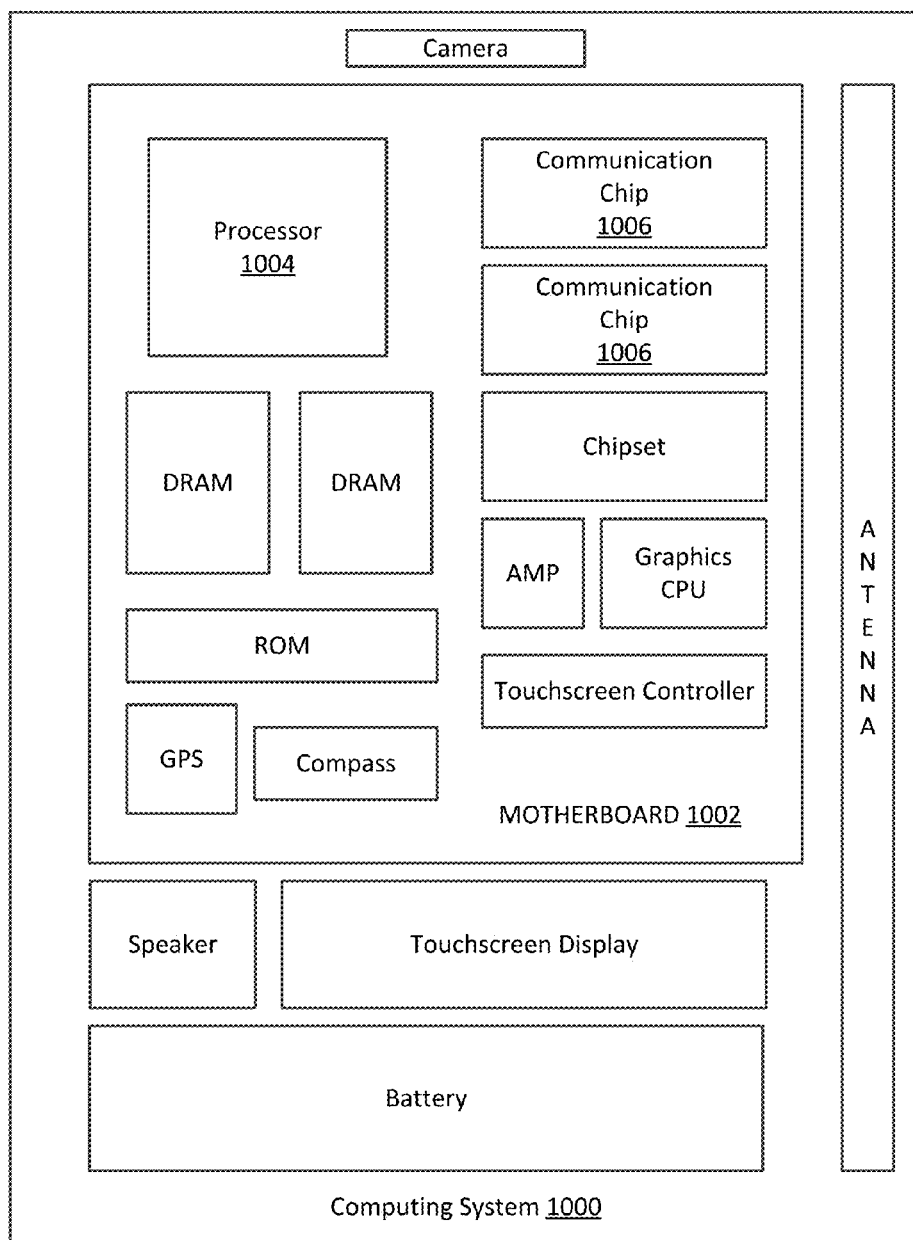 Camera
Processor
1004
Communication
Chip
1006
Communication
Chip
1006
DRAM
DRAM
Chipset
AMP
Graphics
CPU
ROM
Touchscreen Controller
GPS
Compass
MOTHERBOARD 1002
ANTENNA
Speaker
Touchscreen Display
Battery
Computing System 1000